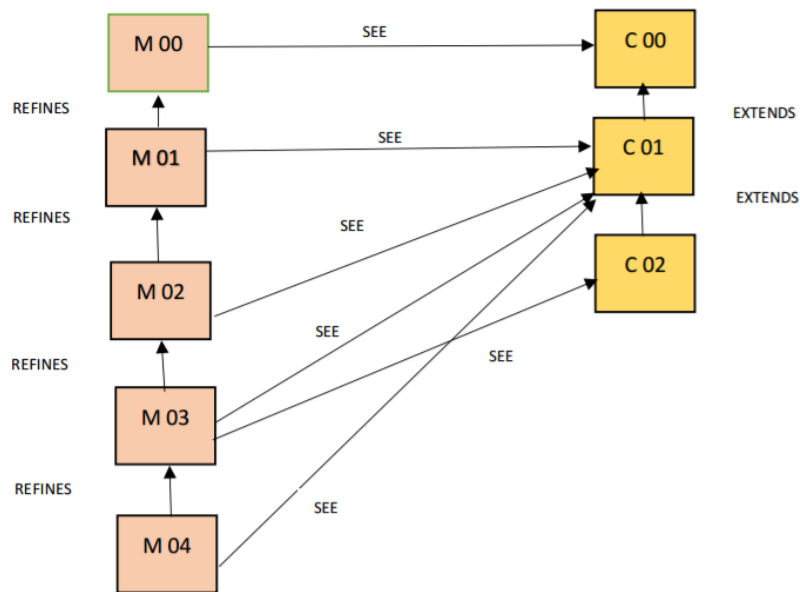 M 00
SEE
C 00
REFINES
EXTENDS
M 01
SEE
C 01
REFINES
EXTENDS
SEE
M 02
C 02
SEE
SEE
REFINES
M 03
REFINES
SEE
M 04